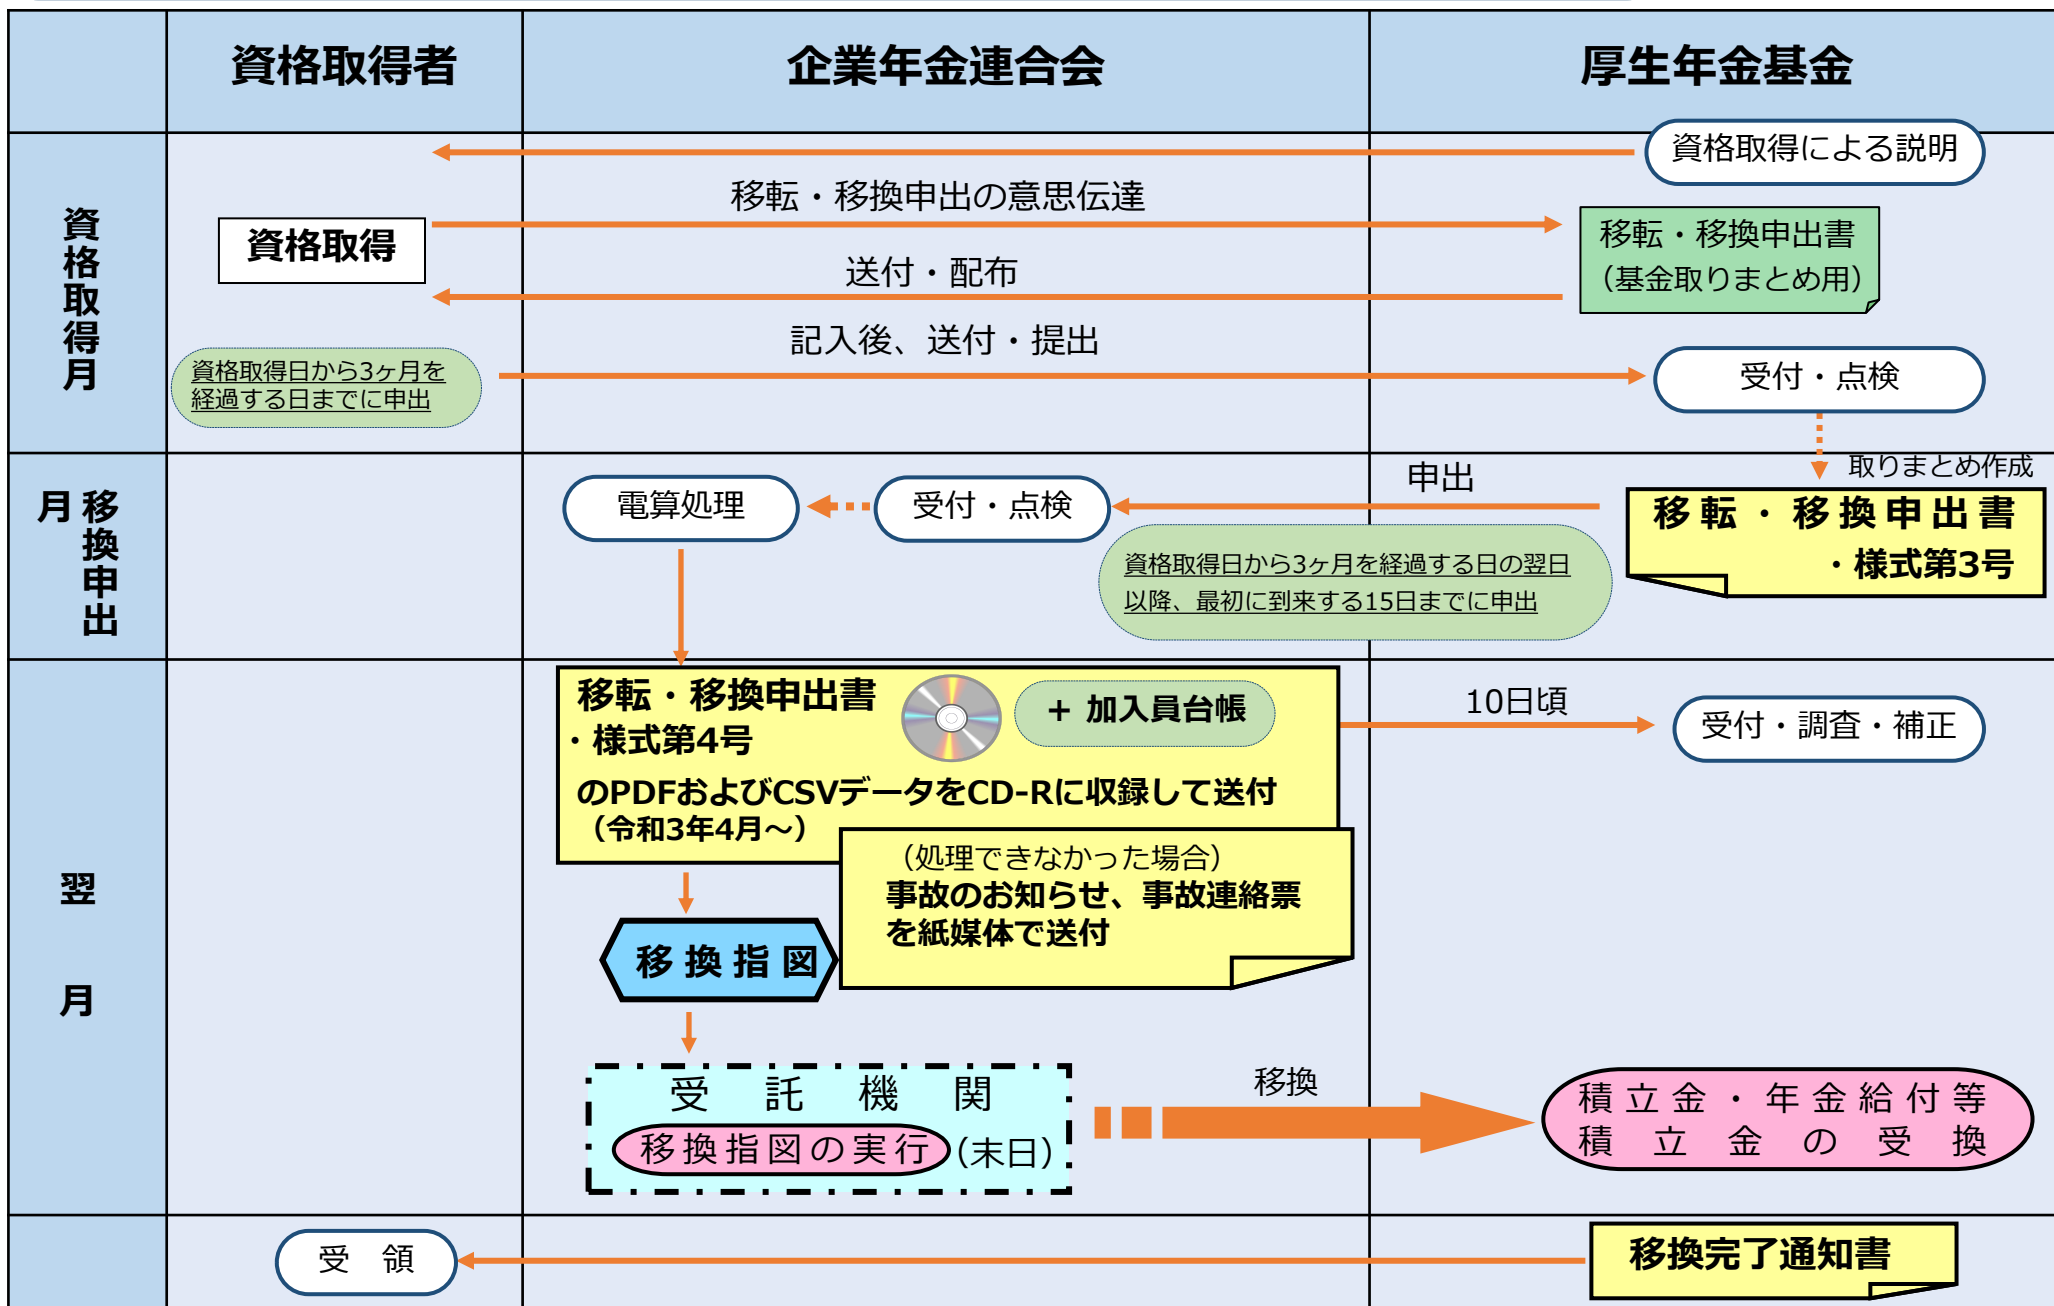 資格取得者
企業年金連合会
厚生年金基金
資格取得月
資格取得による説明
移転・移換申出の意思伝達
資格取得
移転・移換申出書
（基金取りまとめ用）
送付・配布
記入後、送付・提出
資格取得日から3ヶ月を
経過する日までに申出
受付・点検
移換申出
月
取りまとめ作成
電算処理
受付・点検
申出
移転・移換申出書
・様式第3号
資格取得日から3ヶ月を経過する日の翌日
以降、最初に到来する15日までに申出
翌月
移転・移換申出書
・様式第4号
＋ 加入員台帳
のPDFおよびCSVデータをCD-Rに収録して送付
（令和3年4月～）
10日頃
受付・調査・補正
（処理できなかった場合）
事故のお知らせ、事故連絡票
を紙媒体で送付
移換指図
受託機関
移換指図の実行
（末日）
移換
積立金・年金給付等
積立金の受換
受　領
移換完了通知書